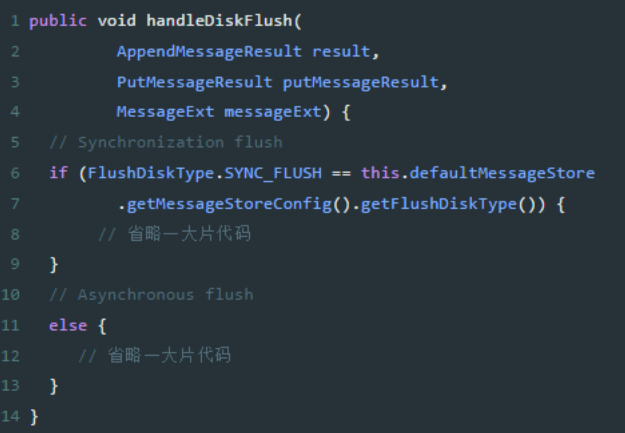 1 public void handleDiskFlush(
2 AppendMessageResult result,
3 PutMessageResult putMessageResult,
4 MessageExt messageExt) {
5 // Synchronization flush
6 if (FlushDiskType.SYNC_FLUSH == this.defaultMessageStore
7 .getMessageStoreConfig().getFlushDiskType()) {
8 // 省略一大片代码
9 }
10 // Asynchronous flush
11 else {
12 // 省略一大片代码
13 }
14 }